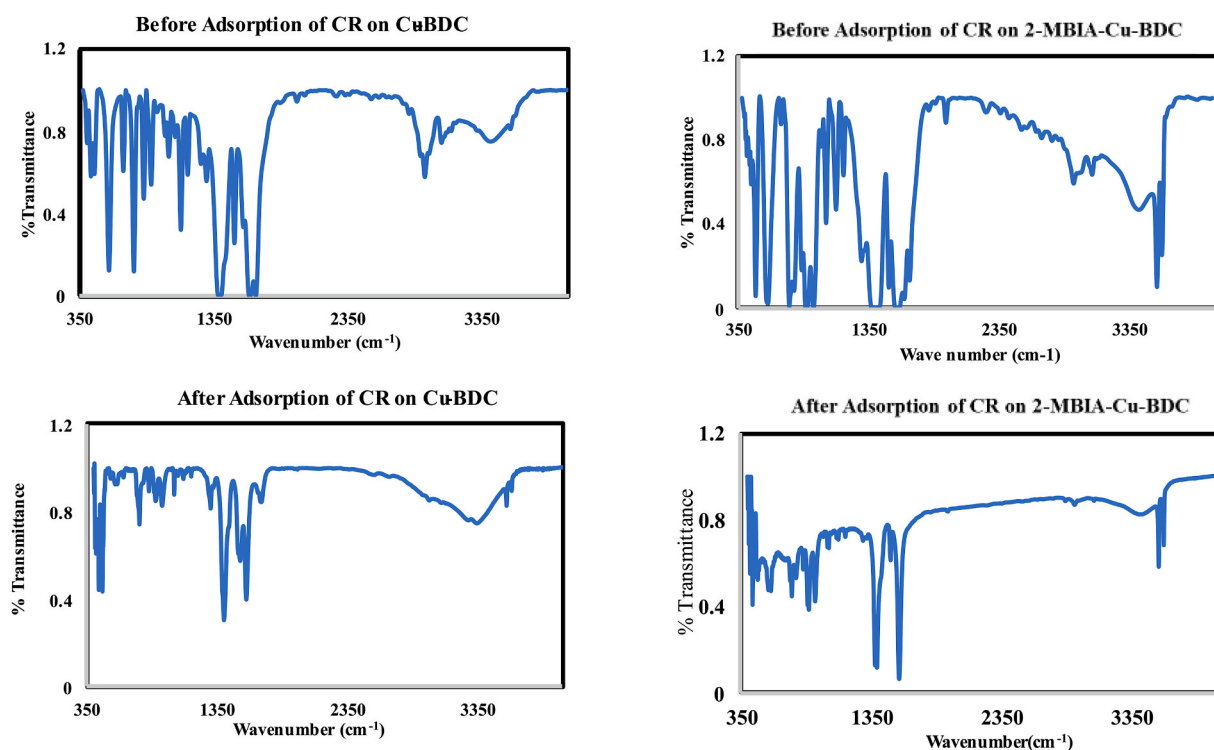 Before Adsorption of CR on Cu-BDC
1.2
0.8
0.4
0
%Transmittance
350 1350 2350 3350
Wavenumber (cm-1)
Before Adsorption of CR on 2-MBIA-Cu-BDC
1.2
0.8
0.4
0
% Transmittance
350 1350 2350 3350
Wave number (cm-1)
After Adsorption of CR on Cu-BDC
1.2
0.8
0.4
0
% Transmittance
350 1350 2350 3350
Wavenumber (cm-1)
After Adsorption of CR on 2-MBIA-Cu-BDC
1.2
0.8
0.4
0
% Transmittance
350 1350 2350 3350
Wavenumber(cm-1)